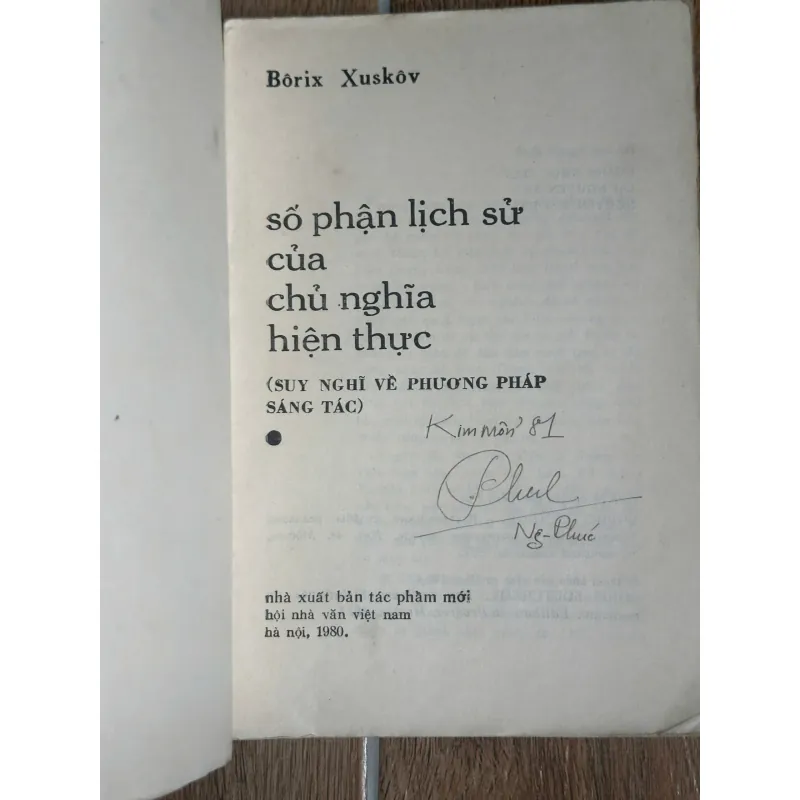 Bôrix Xuskôv
số phận lịch sử
của
chủ nghĩa
hiện thực
(SUY NGHĨ VỀ PHƯƠNG PHÁP
SÁNG TÁC)
Kim môn 81
Ng-Phúc
nhà xuất bản tác phẩm mới
hội nhà văn việt nam
hà nội, 1980.